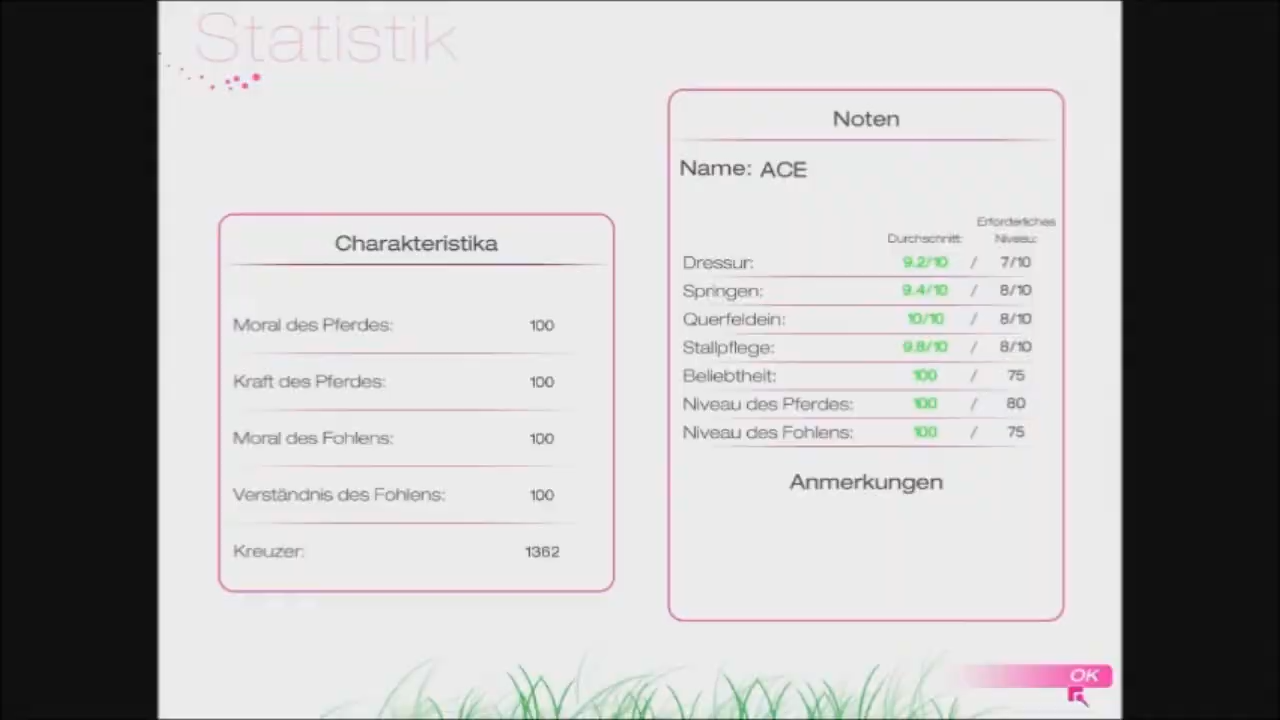 Statistik
Charakteristika
Moral des Pferdes: 100
Kraft des Pferdes: 100
Moral des Fohlens: 100
Verständnis des Fohlens: 100
Kreuzer: 1362
Noten
Name: ACE
Erforderliches
Durchschnitt: Niveau:
Dressur: 9.2/10 / 7/10
Springen: 9.4/10 / 8/10
Querfeldein: 10/10 / 8/10
Stallpflege: 9.8/10 / 8/10
Beliebtheit: 100 / 75
Niveau des Pferdes: 100 / 80
Niveau des Fohlens: 100 / 75
Anmerkungen
OK